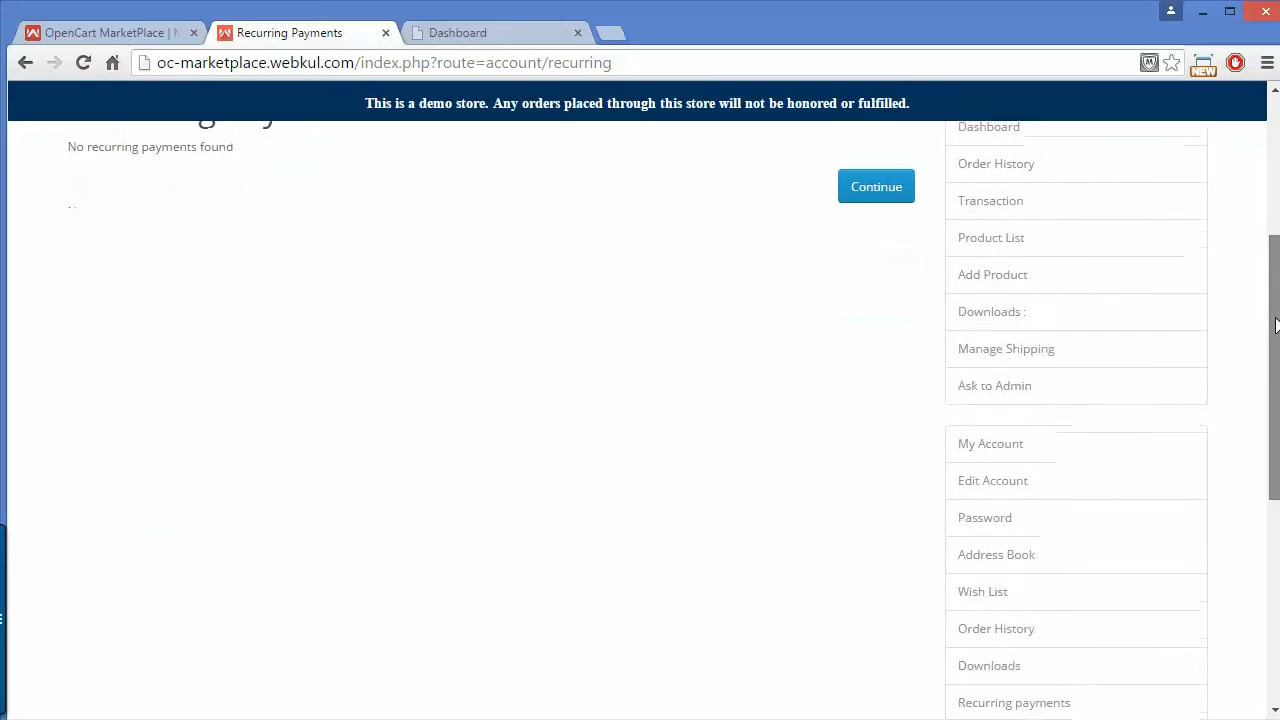 OpenCart MarketPlace | M
Recurring Payments
Dashboard
oc-marketplace.webkul.com/index.php?route=account/recurring
NEW
This is a demo store. Any orders placed through this store will not be honored or fulfilled.
No recurring payments found
Continue
Dashboard
Order History
Transaction
Product List
Add Product
Downloads :
Manage Shipping
Ask to Admin
My Account
Edit Account
Password
Address Book
Wish List
Order History
Downloads
Recurring payments